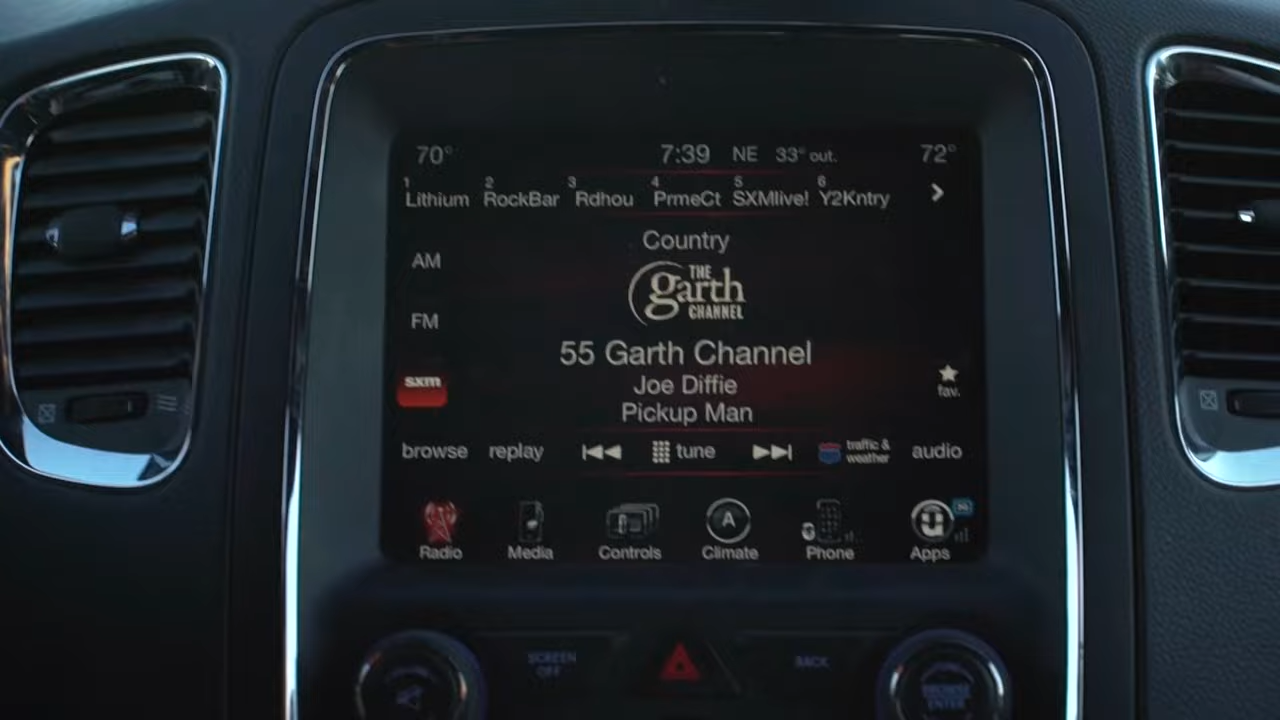 70° 7:39 NE 33° out. 72°
1 2 3 4 5 6
Lithium RockBar Rdhou PrmeCt SXMlive! Y2Kntry
Country
AM
THE
garth
CHANNEL
FM
55 Garth Channel
Joe Diffie
sxm
fav.
Pickup Man
browse replay tune traffic & weather audio
A
Radio Media Controls Climate Phone Apps
SCREEN OFF BACK
BROWSE
ENTER